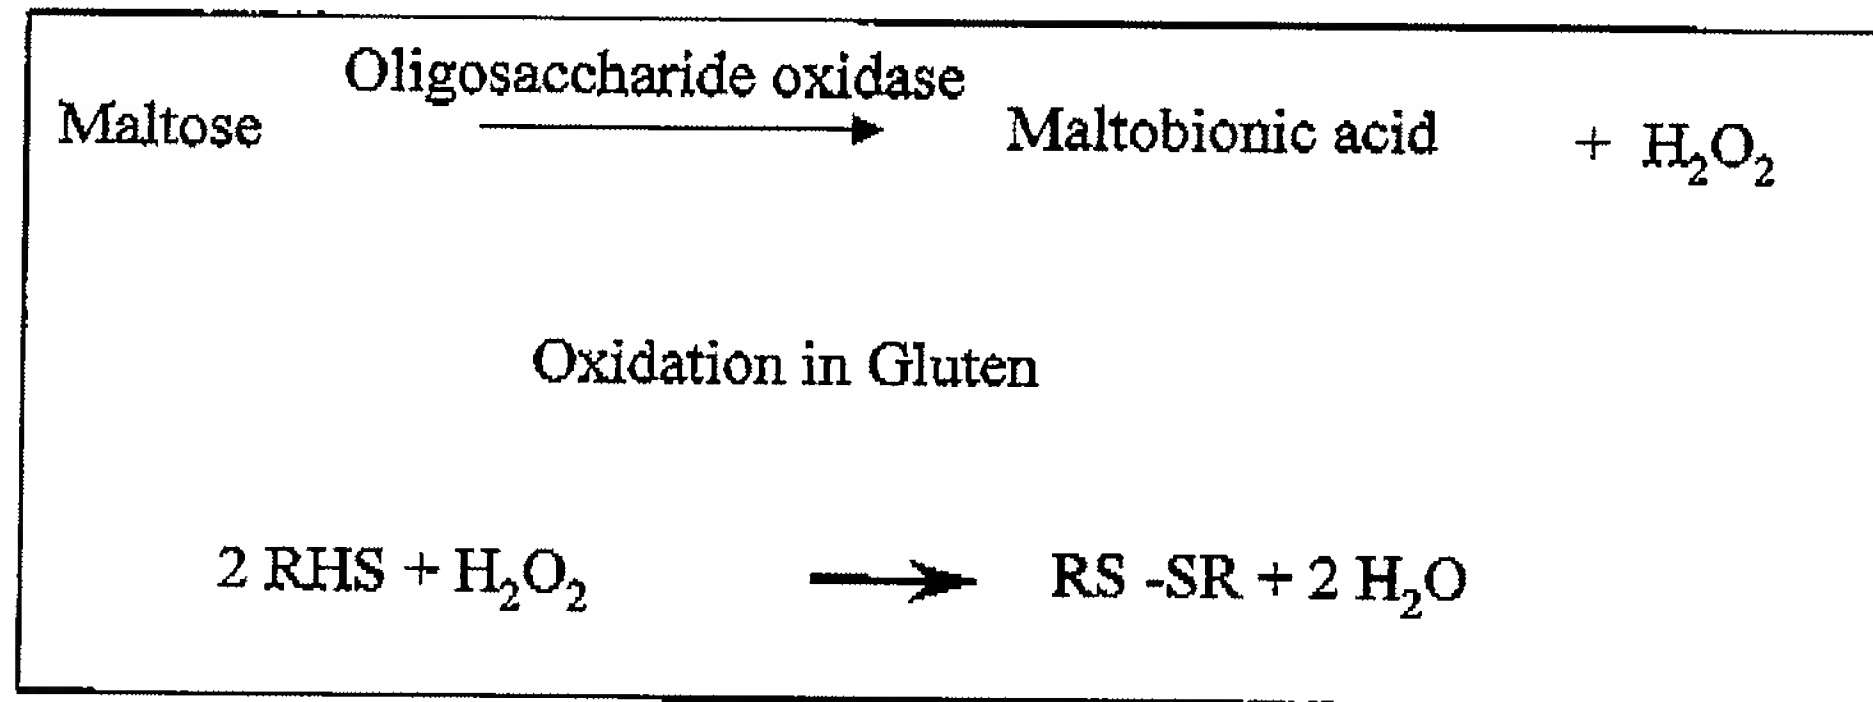 Oligosaccharide oxidase
Maltose Maltobionic acid + H₂O₂
Oxidation in Gluten
2 RHS + H₂O₂ RS -SR + 2 H₂O